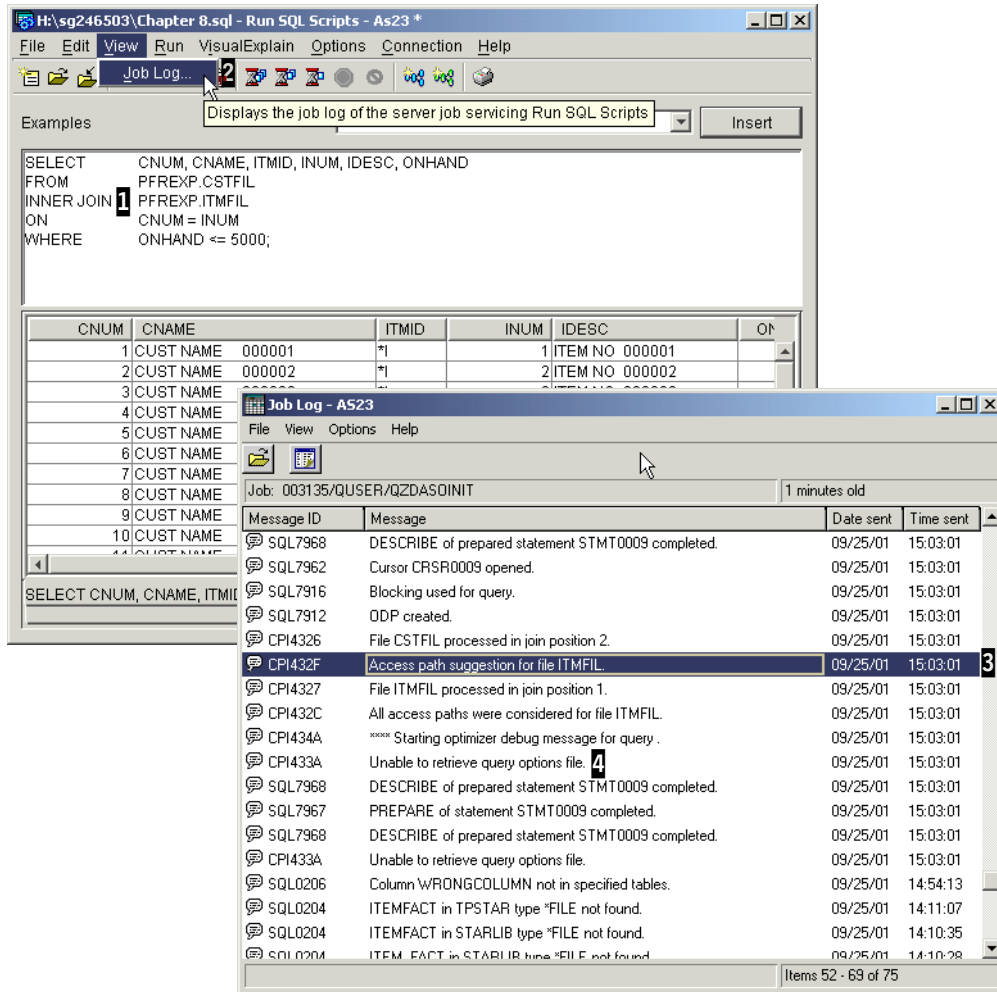 H:\sg246503\Chapter 8.sql - Run SQL Scripts - As23 *
File Edit View Run VisualExplain Options Connection Help
Job Log... 2
Displays the job log of the server job servicing Run SQL Scripts
Examples Insert
SELECT CNUM, CNAME, ITMID, INUM, IDESC, ONHAND
FROM PFREXP.CSTFIL
INNER JOIN 1 PFREXP.ITMFIL
ON CNUM = INUM
WHERE ONHAND <= 5000;
CNUM CNAME ITMID INUM IDESC
1 CUST NAME 000001 *I 1 ITEM NO 000001
2 CUST NAME 000002 *I 2 ITEM NO 000002
3 CUST NAME
4 CUST NAME
5 CUST NAME
6 CUST NAME
7 CUST NAME
8 CUST NAME
9 CUST NAME
10 CUST NAME
SELECT CNUM, CNAME,
Job Log - AS23
File View Options Help
Job: 003135/QUSER/QZDASOINIT 1 minutes old
Message ID Message Date sent Time sent
SQL7968 DESCRIBE of prepared statement STMT0009 completed. 09/25/01 15:03:01
SQL7962 Cursor CRSR0009 opened. 09/25/01 15:03:01
SQL7916 Blocking used for query. 09/25/01 15:03:01
SQL7912 ODP created. 09/25/01 15:03:01
CPI4326 File CSTFIL processed in join position 2. 09/25/01 15:03:01
CPI432F Access path suggestion for file ITMFIL. 09/25/01 15:03:01 3
CPI4327 File ITMFIL processed in join position 1. 09/25/01 15:03:01
CPI432C All access paths were considered for file ITMFIL. 09/25/01 15:03:01
CPI434A **** Starting optimizer debug message for query . 09/25/01 15:03:01
CPI433A Unable to retrieve query options file. 4 09/25/01 15:03:01
SQL7968 DESCRIBE of prepared statement STMT0009 completed. 09/25/01 15:03:01
SQL7967 PREPARE of statement STMT0009 completed. 09/25/01 15:03:01
SQL7968 DESCRIBE of prepared statement STMT0009 completed. 09/25/01 15:03:01
CPI433A Unable to retrieve query options file. 09/25/01 15:03:01
SQL0206 Column WRONGCOLUMN not in specified tables. 09/25/01 14:54:13
SQL0204 ITEMFACT in TPSTAR type *FILE not found. 09/25/01 14:11:07
SQL0204 ITEMFACT in STARLIB type *FILE not found. 09/25/01 14:10:35
SQL0204 ITEM_FACT in STARLIB type *FILE not found 09/25/01 14:10:28
Items 52 - 69 of 75